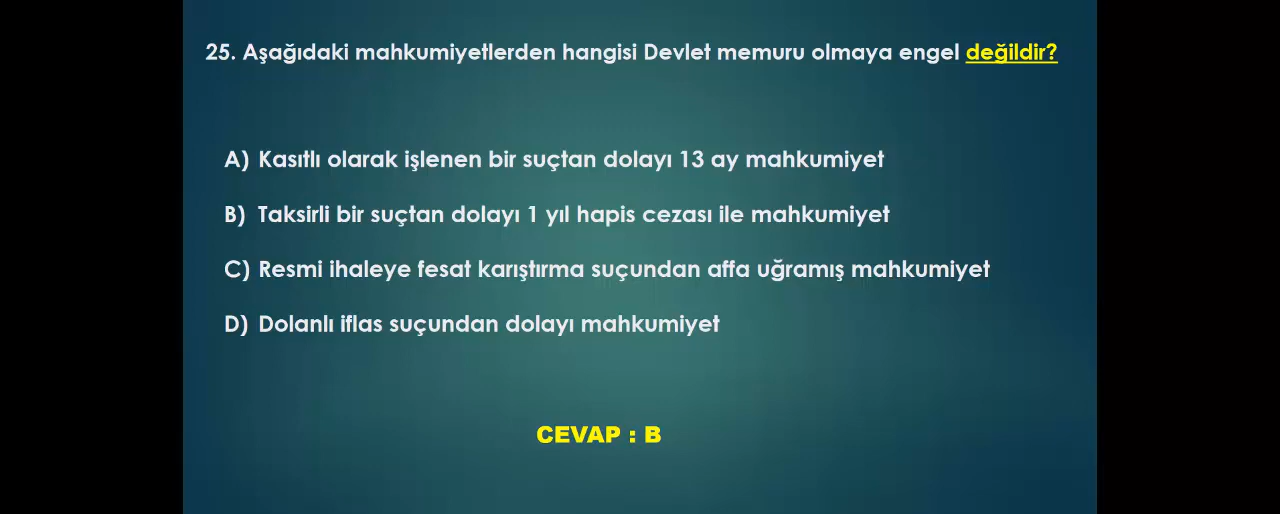 25. Aşağıdaki mahkumiyetlerden hangisi Devlet memuru olmaya engel değildir?
A) Kasıtlı olarak işlenen bir suçtan dolayı 13 ay mahkumiyet
B) Taksirli bir suçtan dolayı 1 yıl hapis cezası ile mahkumiyet
C) Resmi ihaleye fesat karıştırma suçundan affa uğramış mahkumiyet
D) Dolanlı iflas suçundan dolayı mahkumiyet
CEVAP : B